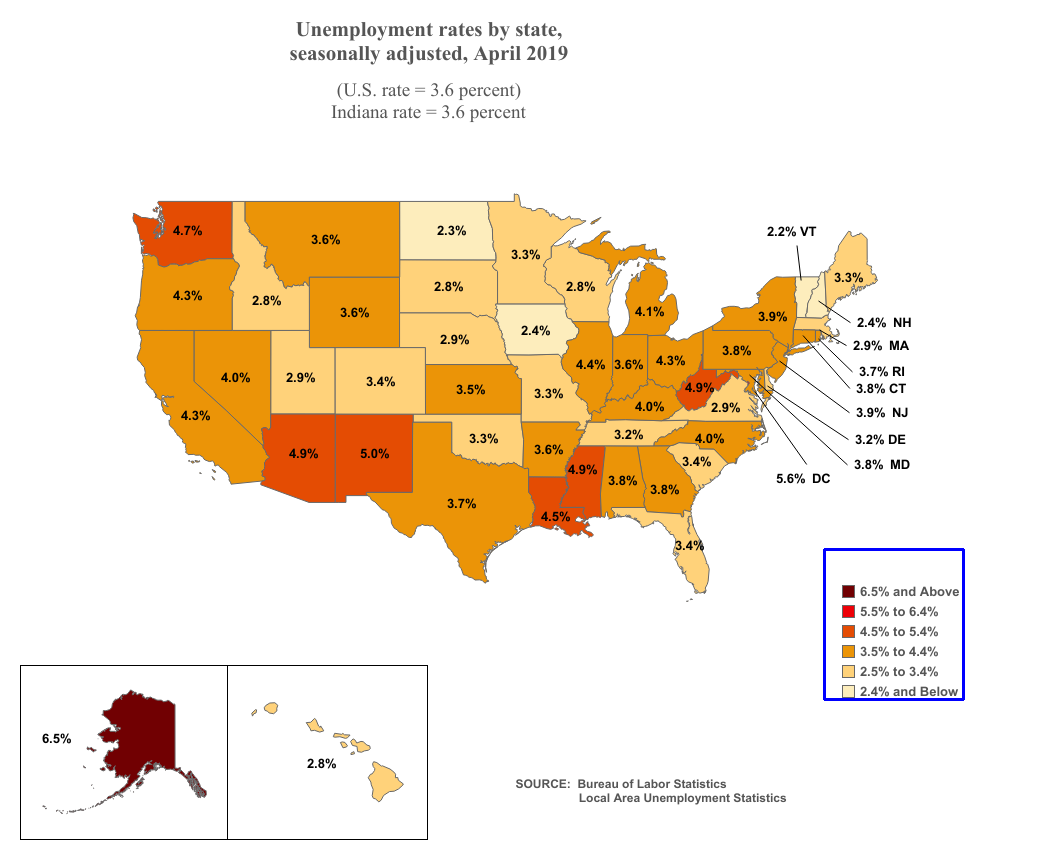 Unemployment rates by state,
seasonally adjusted, April 2019
(U.S. rate = 3.6 percent)
Indiana rate = 3.6 percent
4.7%
3.6%
2.3%
3.3%
2.2% VT
3.3%
4.3%
2.8%
2.8%
2.8%
3.6%
4.1%
3.9%
2.4% NH
2.4%
2.9% MA
2.9%
3.8%
4.3%
4.4%
3.6%
3.7% RI
4.0%
2.9%
3.4%
3.5%
3.8% CT
4.9%
3.3%
4.0%
2.9%
3.9% NJ
4.3%
3.3%
3.2%
4.0%
3.2% DE
4.9%
5.0%
3.6%
3.4%
3.8% MD
4.9%
3.8%
3.8%
5.6% DC
3.7%
4.5%
3.4%
6.5% and Above
5.5% to 6.4%
4.5% to 5.4%
3.5% to 4.4%
2.5% to 3.4%
2.4% and Below
6.5%
2.8%
SOURCE: Bureau of Labor Statistics
Local Area Unemployment Statistics